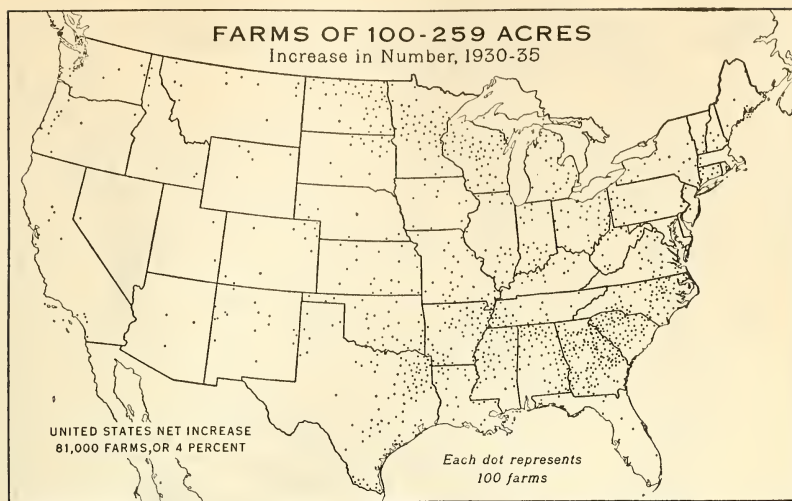 FARMS OF 100-259 ACRES
Increase in Number, 1930-35
UNITED STATES NET INCREASE
81,000 FARMS, OR 4 PERCENT
Each dot represents
100 farms